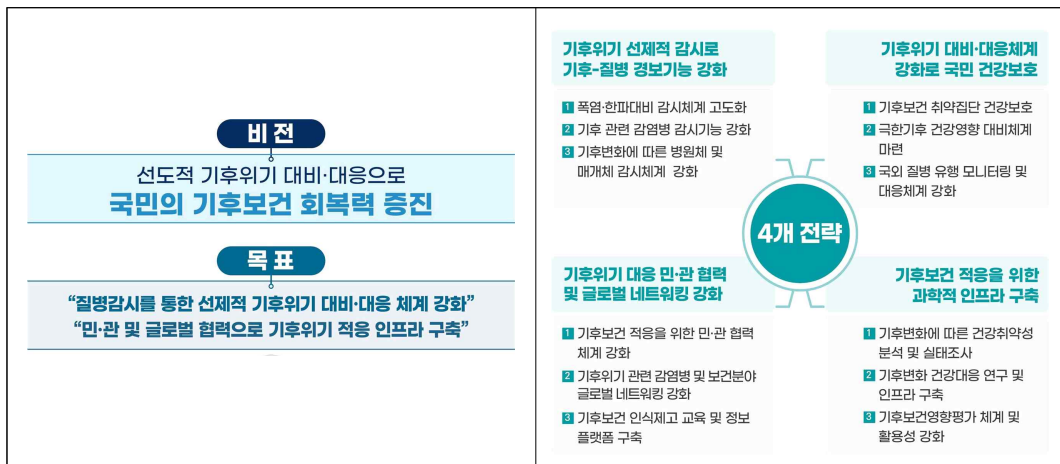 비 전
선도적 기후위기 대비·대응으로
국민의 기후보건 회복력 증진
목 표
“질병감시를 통한 선제적 기후위기 대비·대응 체계 강화”
“민·관 및 글로벌 협력으로 기후위기 적응 인프라 구축”
기후위기 선제적 감시로
기후-질병 경보기능 강화
1 폭염·한파대비 감시체계 고도화
2 기후 관련 감염병 감시기능 강화
3 기후변화에 따른 병원체 및
매개체 감시체계 강화
기후위기 대비·대응체계
강화로 국민 건강보호
1 기후보건 취약집단 건강보호
2 극한기후 건강영향 대비체계
마련
3 국외 질병 유행 모니터링 및
대응체계 강화
4개 전략
기후위기 대응 민·관 협력
및 글로벌 네트워킹 강화
1 기후보건 적응을 위한 민·관 협력
체계 강화
2 기후위기 관련 감염병 및 보건분야
글로벌 네트워킹 강화
3 기후보건 인식제고 교육 및 정보
플랫폼 구축
기후보건 적응을 위한
과학적 인프라 구축
1 기후변화에 따른 건강취약성
분석 및 실태조사
2 기후변화 건강대응 연구 및
인프라 구축
3 기후보건영향평가 체계 및
활용성 강화